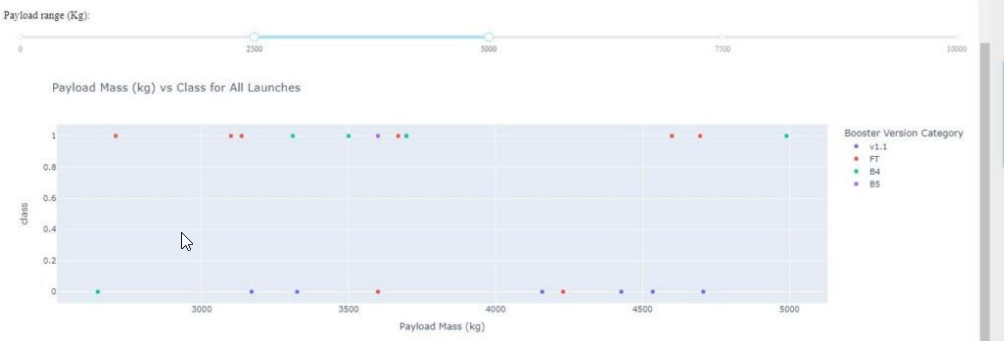 Payload range (Kg):
0 2500 5000 7500 10000
Payload Mass (kg) vs Class for All Launches
Booster Version Category
v1.1
FT
B4
B5
1
0.8
0.6
0.4
0.2
0
class
3000 3500 4000 4500 5000
Payload Mass (kg)